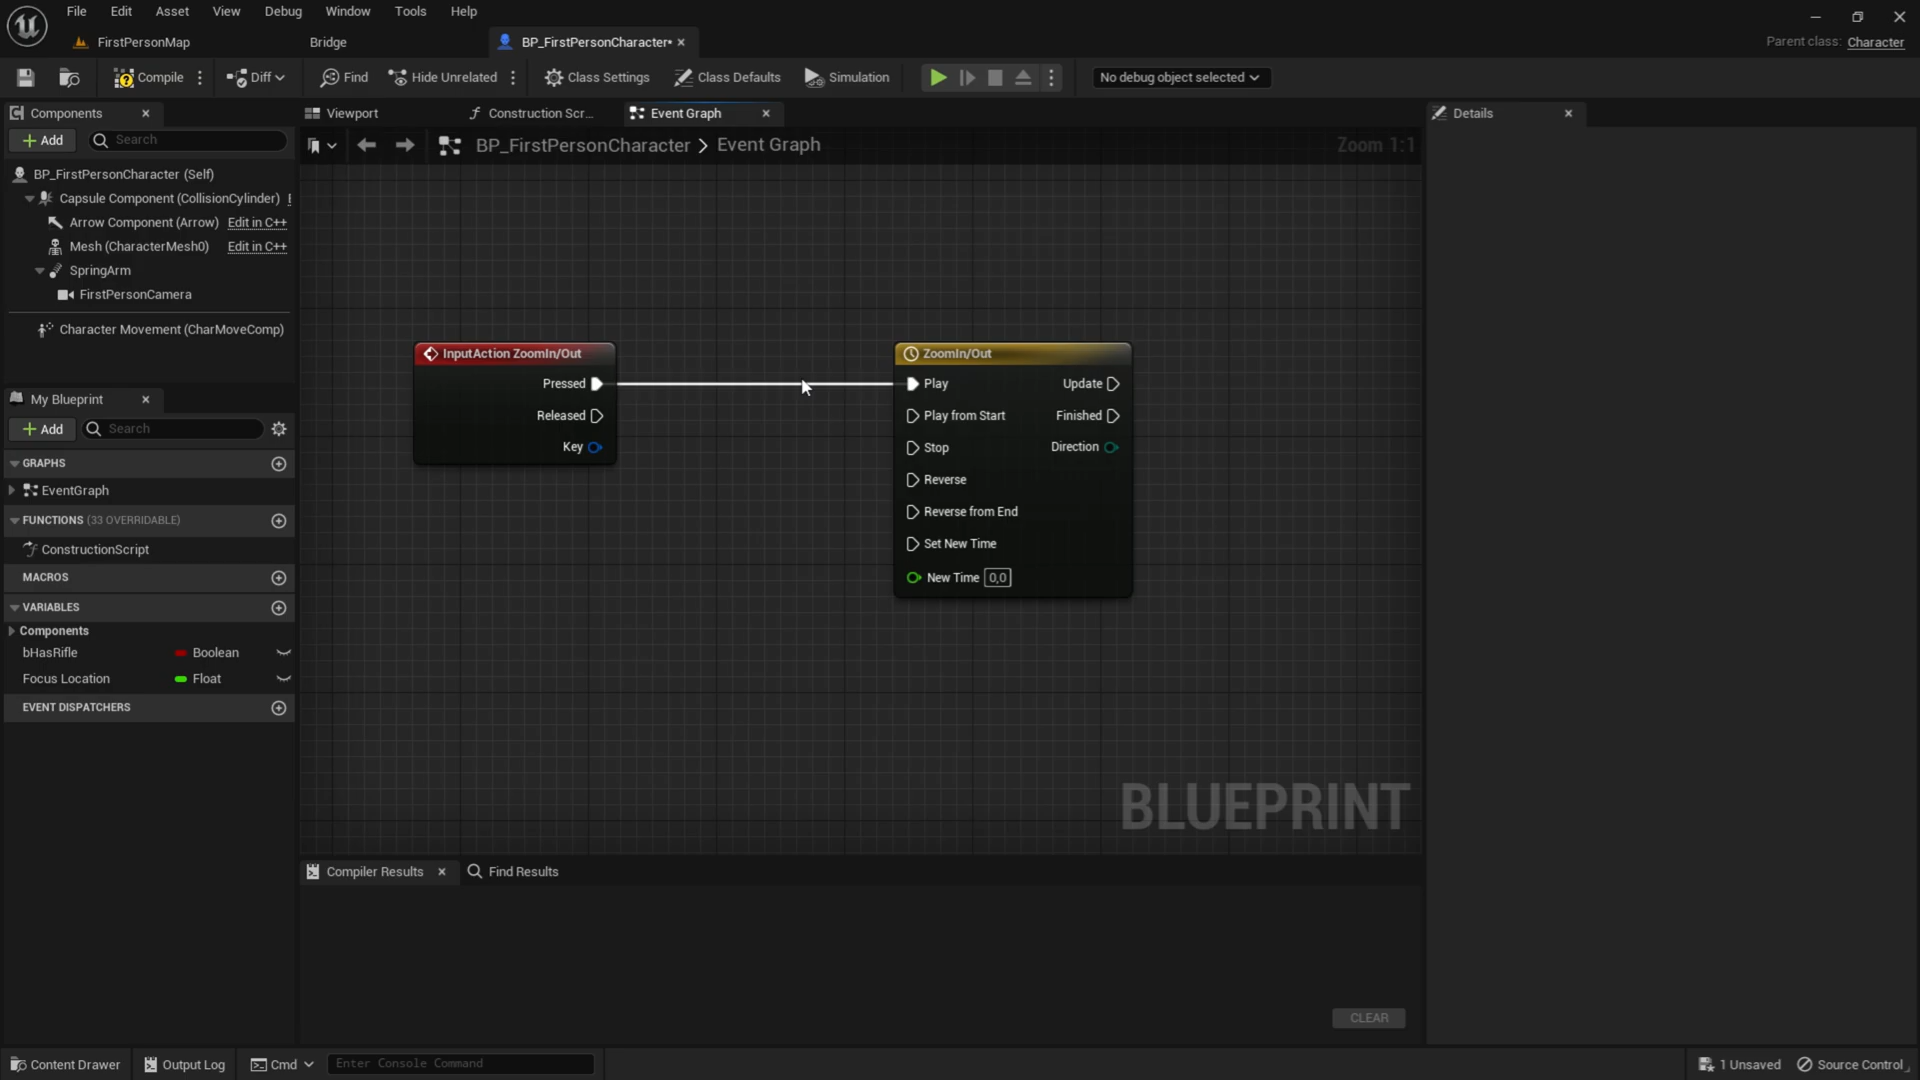 File Edit Asset View Debug Window Tools Help
FirstPersonMap Bridge BP_FirstPersonCharacter•
Parent class: Character
Compile Diff Find Hide Unrelated Class Settings Class Defaults Simulation No debug object selected
Components
Viewport Construction Scr... Event Graph
Details
Add Search
BP_FirstPersonCharacter > Event Graph
Zoom 1:1
BP_FirstPersonCharacter (Self)
Capsule Component (CollisionCylinder)
Arrow Component (Arrow) Edit in C++
Mesh (CharacterMesh0) Edit in C++
SpringArm
FirstPersonCamera
Character Movement (CharMoveComp)
InputAction ZoomIn/Out
Pressed
Released
Key
ZoomIn/Out
Play Update
Play from Start Finished
Stop Direction
Reverse
Reverse from End
Set New Time
New Time 0,0
My Blueprint
Add Search
GRAPHS
EventGraph
FUNCTIONS (33 OVERRIDABLE)
ConstructionScript
MACROS
VARIABLES
Components
bHasRifle Boolean
Focus Location Float
EVENT DISPATCHERS
BLUEPRINT
Compiler Results Find Results
CLEAR
Content Drawer Output Log Cmd Enter Console Command 1 Unsaved Source Control